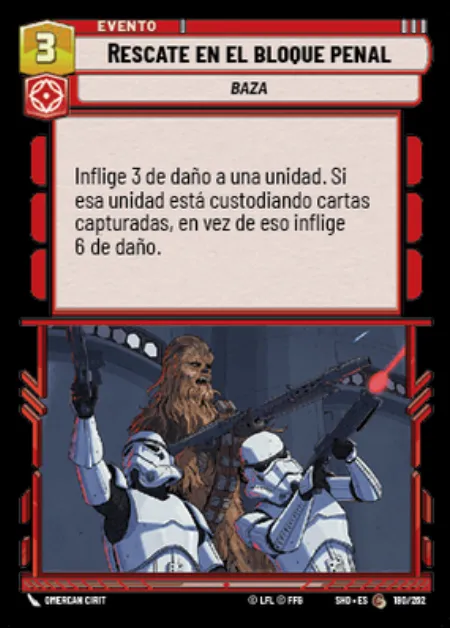 EVENTO
3
RESCATE EN EL BLOQUE PENAL
BAZA
Inflige 3 de daño a una unidad. Si
esa unidad está custodiando cartas
capturadas, en vez de eso inflige
6 de daño.
OMERCAN CIRIT
© LFL © FFG
SHD • ES C 180/262